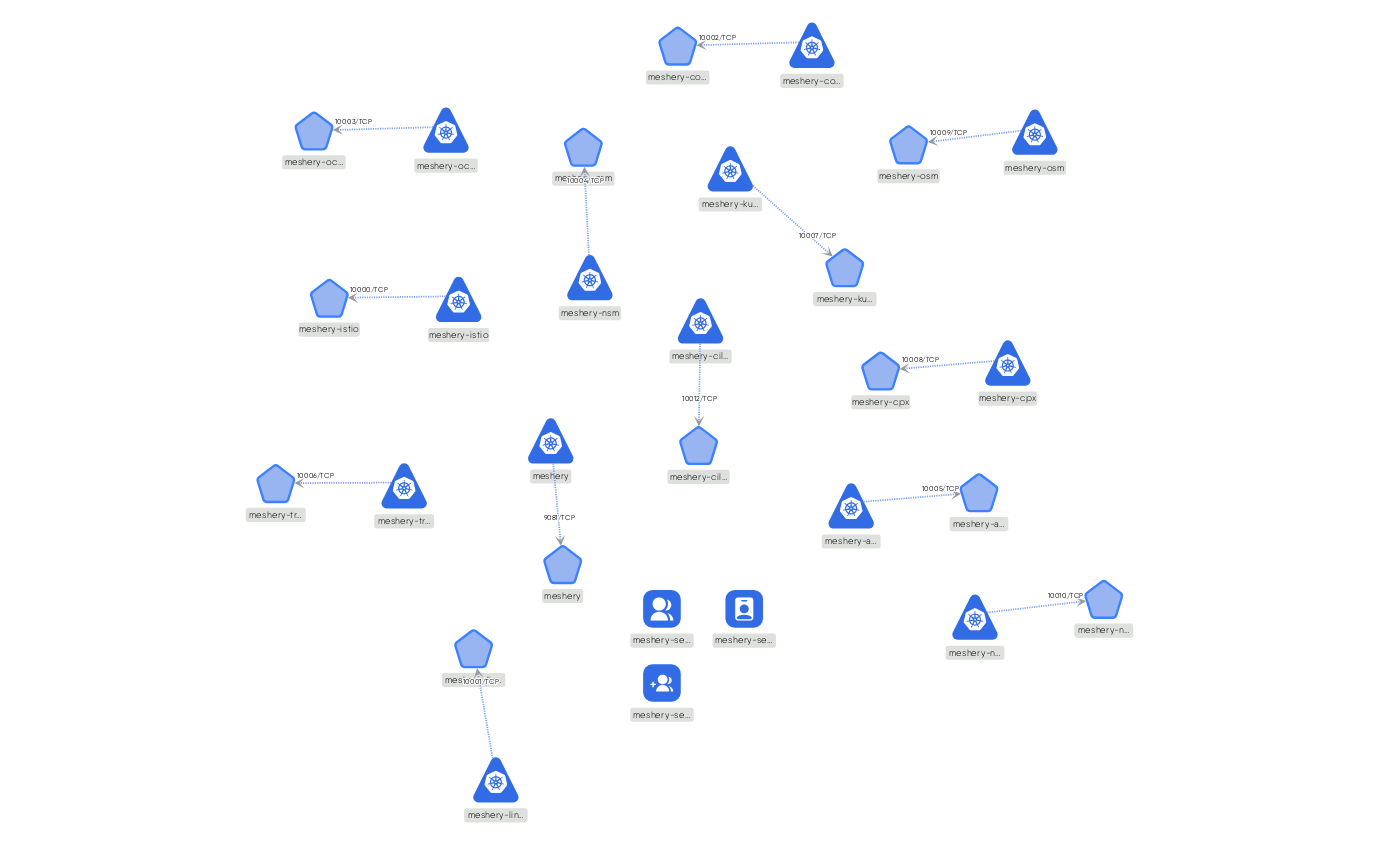 10002/TCP
meshery-co...
meshery-co...
10003/TCP
meshery-oc...
meshery-oc...
10009/TCP
meshery-osm
meshery-osm
10004/TCP
meshery-nsm
meshery-ku...
10007/TCP
meshery-ku...
10000/TCP
meshery-istio
meshery-istio
meshery-cil...
10012/TCP
meshery-cil...
10008/TCP
meshery-cpx
meshery-cpx
meshery
9081/TCP
meshery
10006/TCP
meshery-tr...
meshery-tr...
10005/TCP
meshery-a...
meshery-a...
10010/TCP
meshery-n...
meshery-n...
meshery-se...
meshery-se...
meshery-se...
10001/TCP
meshery-lin...